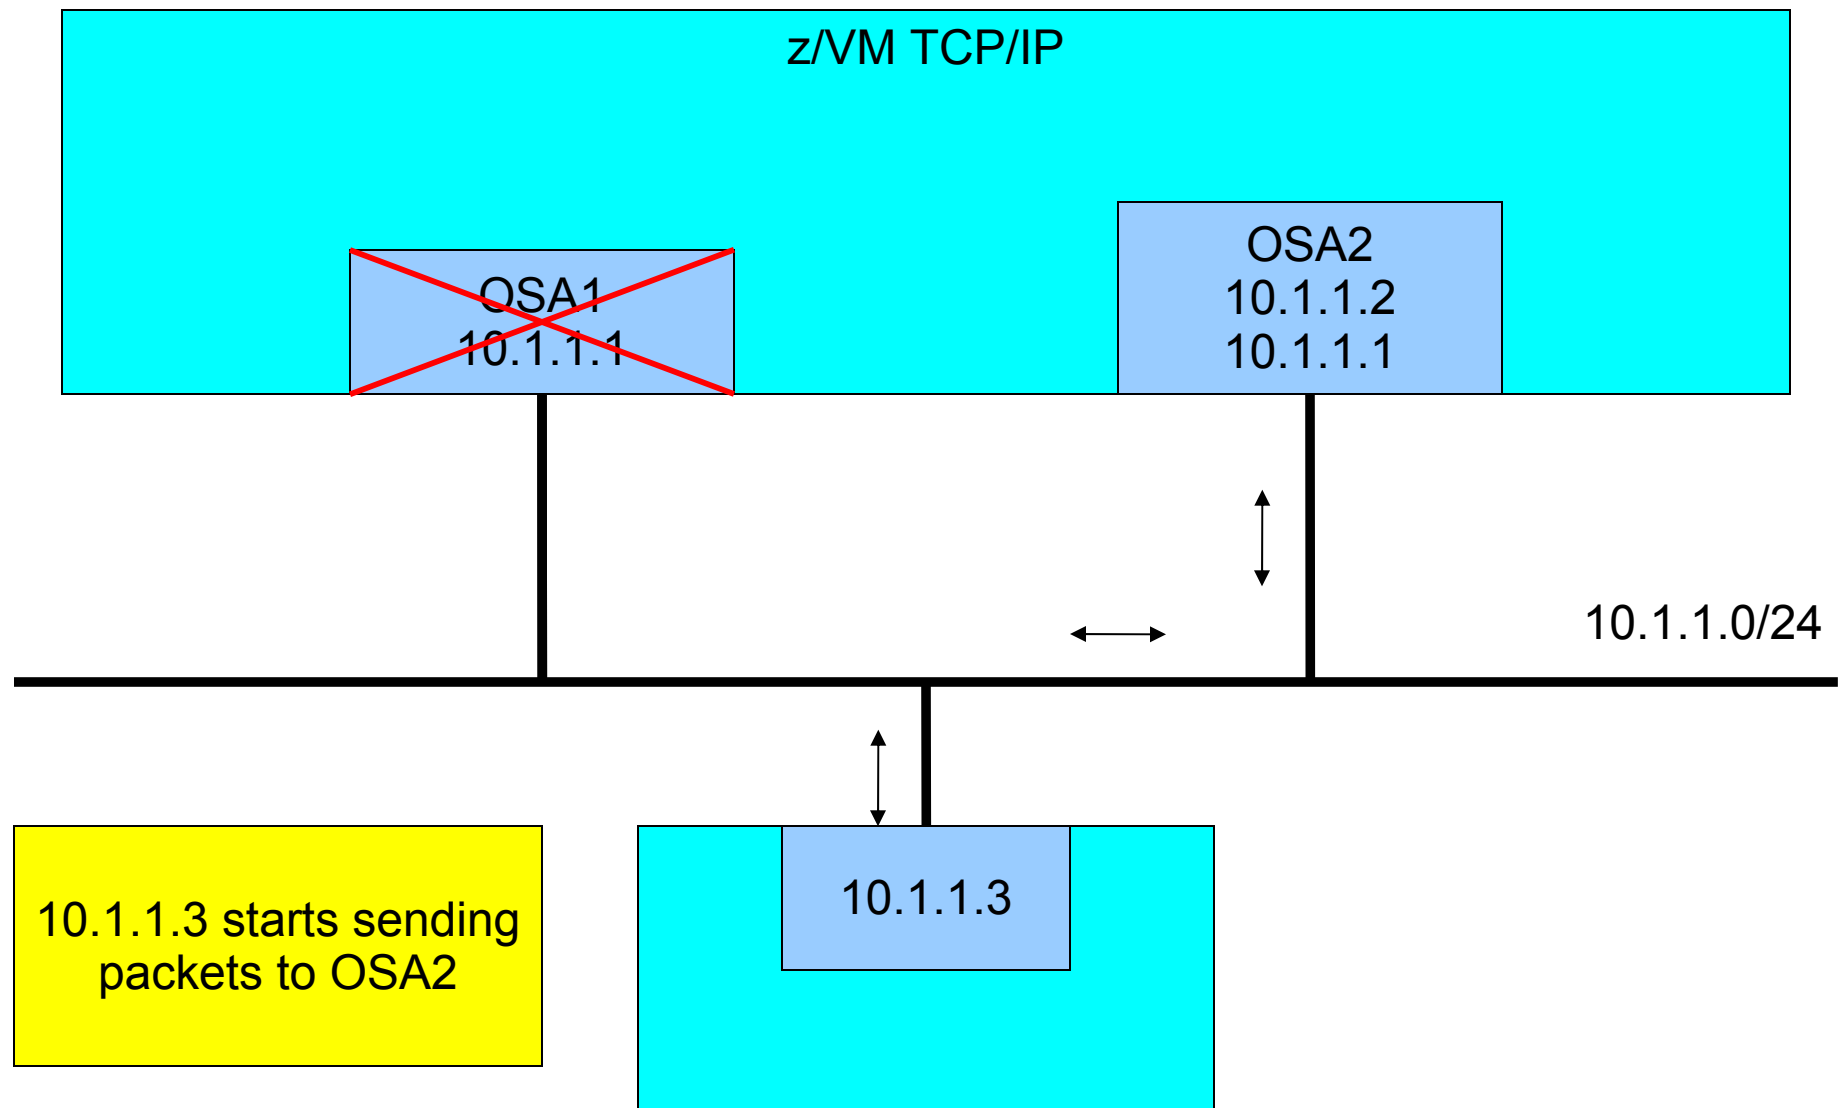 z/VM TCP/IP
OSA1
10.1.1.1
OSA2
10.1.1.2
10.1.1.1
10.1.1.0/24
10.1.1.3 starts sending
packets to OSA2
10.1.1.3